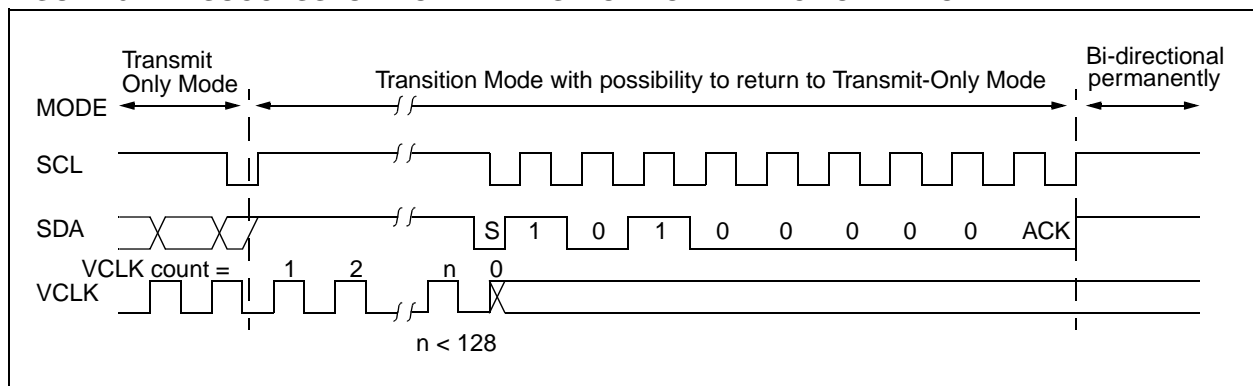 Transmit
Only Mode
Transition Mode with possibility to return to Transmit-Only Mode
Bi-directional
permanently
MODE
SCL
SDA
S 1 0 1 0 0 0 0 0 ACK
VCLK count = 1 2 n 0
VCLK
n < 128